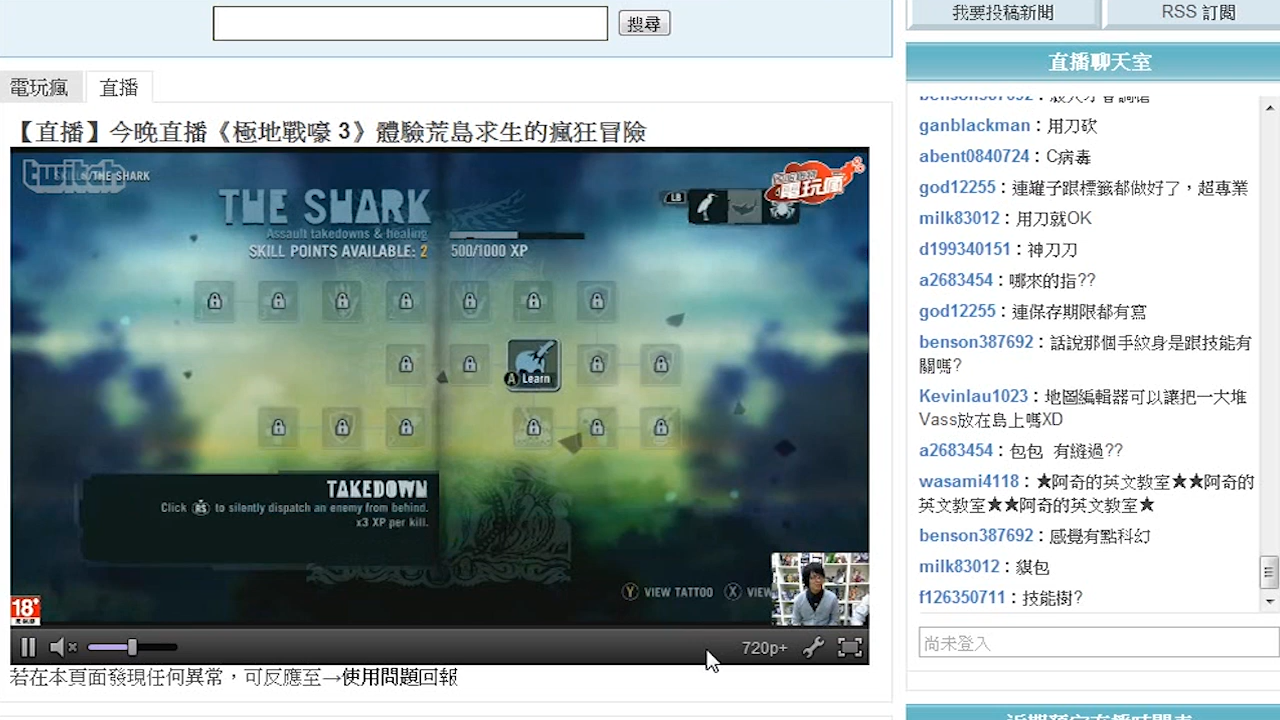 搜尋
我要投稿新聞
RSS 訂閱
電玩瘋
直播
【直播】今晚直播《極地戰嚎 3》體驗荒島求生的瘋狂冒險
twitch
/THE SHARK
THE SHARK
Assault takedowns & healing
SKILL POINTS AVAILABLE: 2
500/1000 XP
LB
電玩瘋
A Learn
TAKEDOWN
Click RS to silently dispatch an enemy from behind.
x3 XP per kill.
Y VIEW TATTOO
X VIEW
18+
720p+
若在本頁面發現任何異常，可反應至→使用問題回報
直播聊天室
ganblackman：用刀砍
abent0840724：C病毒
god12255：連罐子跟標籤都做好了，超專業
milk83012：用刀就OK
d199340151：神刀刀
a2683454：哪來的指??
god12255：連保存期限都有寫
benson387692：話說那個手紋身是跟技能有
關嗎?
Kevinlau1023：地圖編輯器可以讓把一大堆
Vass放在島上嗎XD
a2683454：包包 有縫過??
wasami4118：★阿奇的英文教室★★阿奇的
英文教室★★阿奇的英文教室★
benson387692：感覺有點科幻
milk83012：貘包
f126350711：技能樹?
尚未登入